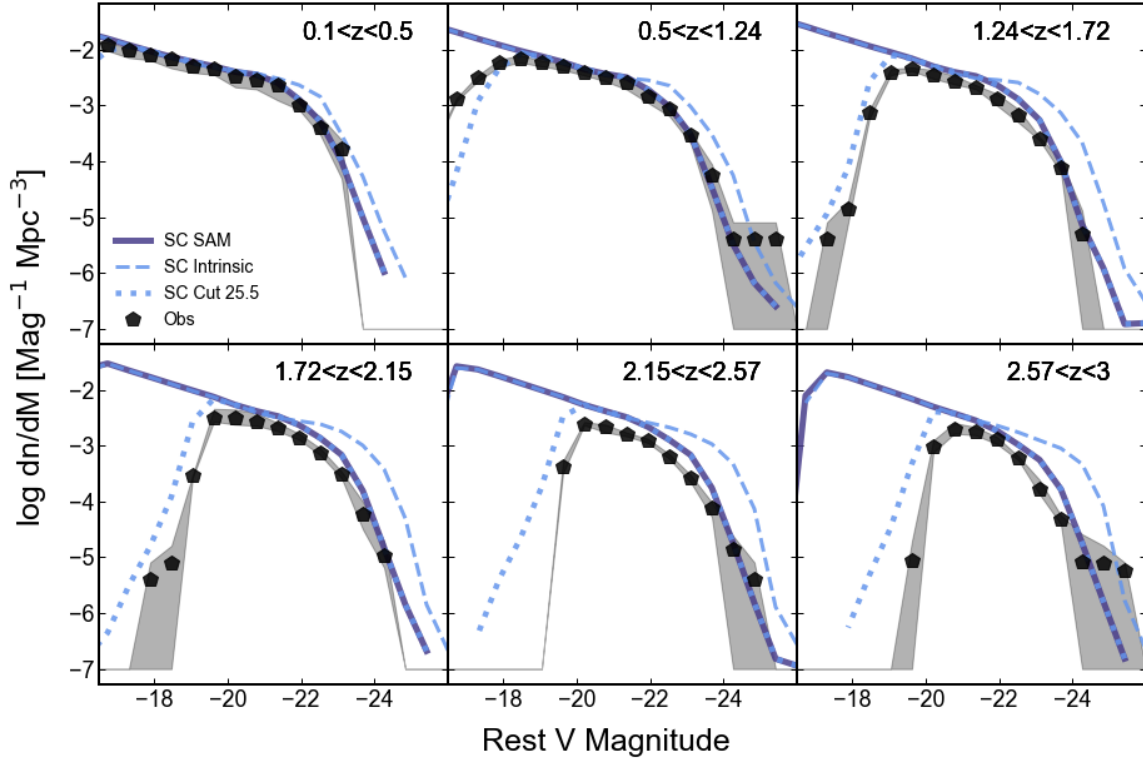 0.1<z<0.5
0.5<z<1.24
1.24<z<1.72
−2
−3
−4
−5
−6
−7
SC SAM
SC Intrinsic
SC Cut 25.5
Obs
log dn/dM [Mag⁻¹ Mpc⁻³]
1.72<z<2.15
2.15<z<2.57
2.57<z<3
−2
−3
−4
−5
−6
−7
−18 −20 −22 −24 −18 −20 −22 −24 −18 −20 −22 −24
Rest V Magnitude